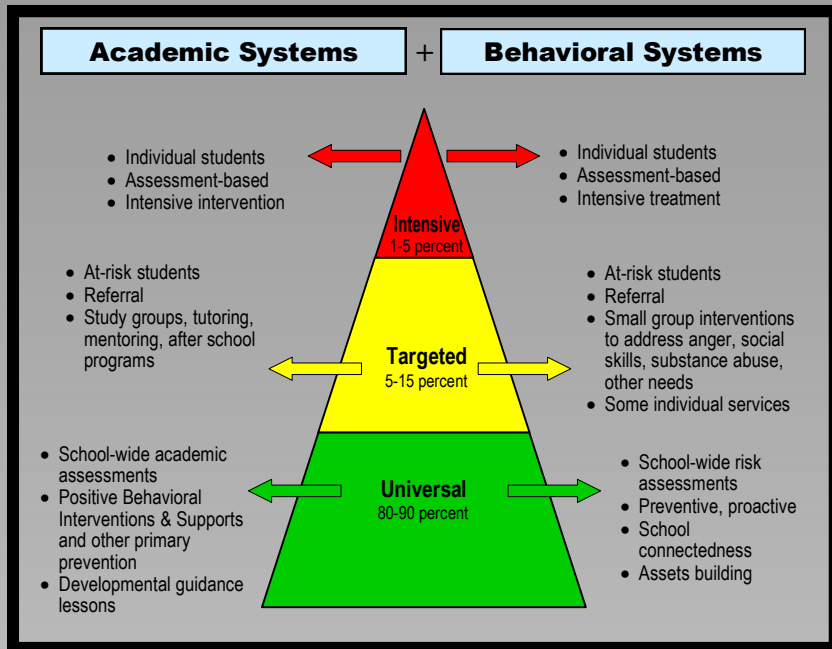 Academic Systems
+
Behavioral Systems
• Individual students
• Assessment-based
• Intensive intervention
• Individual students
• Assessment-based
• Intensive treatment
Intensive
1-5 percent
• At-risk students
• Referral
• Study groups, tutoring,
mentoring, after school
programs
• At-risk students
• Referral
• Small group interventions
to address anger, social
skills, substance abuse,
other needs
• Some individual services
Targeted
5-15 percent
• School-wide academic
assessments
• Positive Behavioral
Interventions & Supports
and other primary
prevention
• Developmental guidance
lessons
Universal
80-90 percent
• School-wide risk
assessments
• Preventive, proactive
• School
connectedness
• Assets building